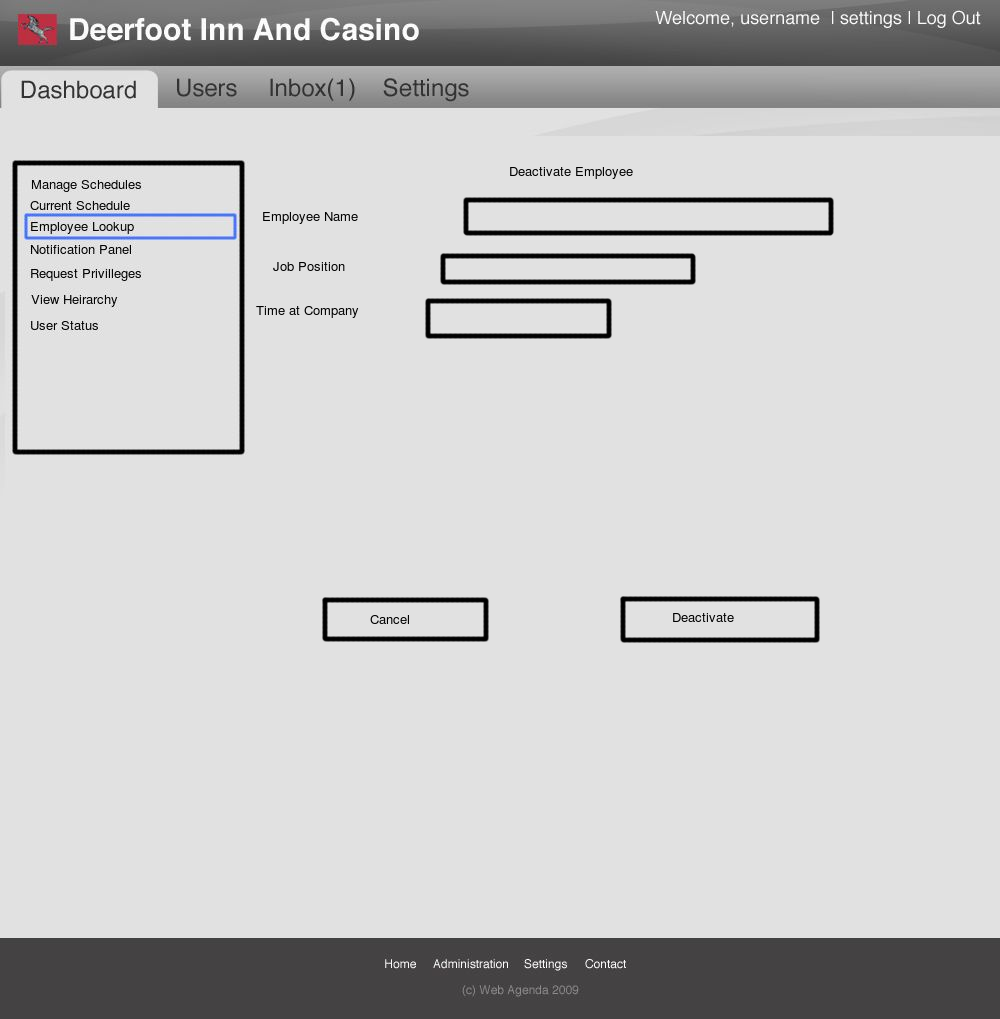 Deerfoot Inn And Casino
Welcome, username | settings | Log Out
Dashboard Users Inbox(1) Settings
Manage Schedules
Current Schedule
Employee Lookup
Notification Panel
Request Privilleges
View Heirarchy
User Status
Deactivate Employee
Employee Name
Job Position
Time at Company
Cancel Deactivate
Home Administration Settings Contact
(c) Web Agenda 2009